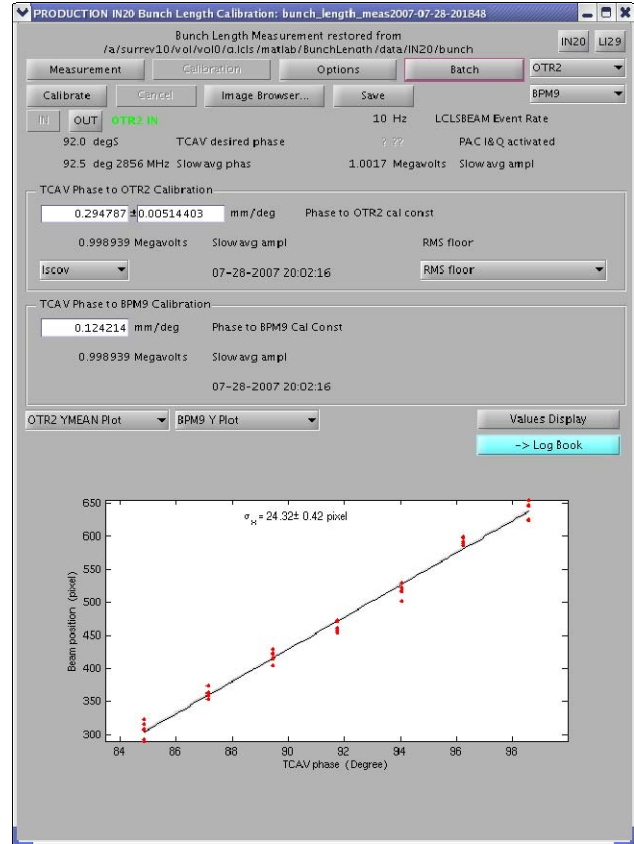 PRODUCTION IN20 Bunch Length Calibration: bunch_length_meas2007-07-28-201848
Bunch Length Measurement restored from
/a/surrev10/vol/vol0/g.lcls/matlab/BunchLength/data/IN20/bunch
IN20 LI29
Measurement Calibration Options Batch OTR2
Calibrate Cancel Image Browser... Save BPM9
IN OUT OTR2 IN 10 Hz LCLSBEAM Event Rate
92.0 degS TCAV desired phase ? ?? PAC I&Q activated
92.5 deg 2856 MHz Slow avg phas 1.0017 Megavolts Slow avg ampl
TCAV Phase to OTR2 Calibration
0.294787 ± 0.00514403 mm/deg Phase to OTR2 cal const
0.998939 Megavolts Slow avg ampl RMS floor
lscov 07-28-2007 20:02:16 RMS floor
TCAV Phase to BPM9 Calibration
0.124214 mm/deg Phase to BPM9 Cal Const
0.998939 Megavolts Slow avg ampl
07-28-2007 20:02:16
OTR2 YMEAN Plot BPM9 Y Plot Values Display
-> Log Book
σx = 24.32± 0.42 pixel
650
600
550
500
450
400
350
300
Beam position (pixel)
84 86 88 90 92 94 96 98
TCAV phase (Degree)